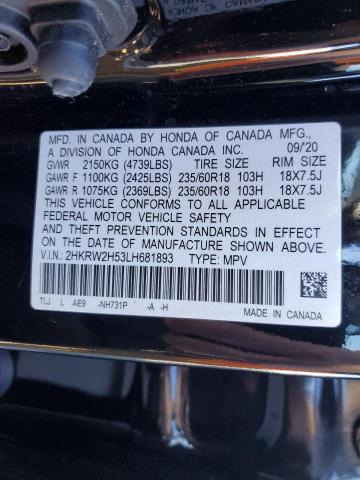 MFD. IN CANADA BY HONDA OF CANADA MFG.,
A DIVISION OF HONDA CANADA INC. 09/'20
GVWR 2150KG (4739LBS) TIRE SIZE RIM SIZE
GAWR F 1100KG (2425LBS) 235/60R18 103H 18X7.5J
GAWR R 1075KG (2369LBS) 235/60R18 103H 18X7.5J
THIS VEHICLE CONFORMS TO ALL APPLICABLE
FEDERAL MOTOR VEHICLE SAFETY
AND THEFT PREVENTION STANDARDS
IN EFFECT ON THE DATE OF
MANUFACTURE SHOWN ABOVE.
V.I.N.: 2HKRW2H53LH681893 TYPE: MPV
TLJ L AE9 -NH731P -A -H
MADE IN CANADA